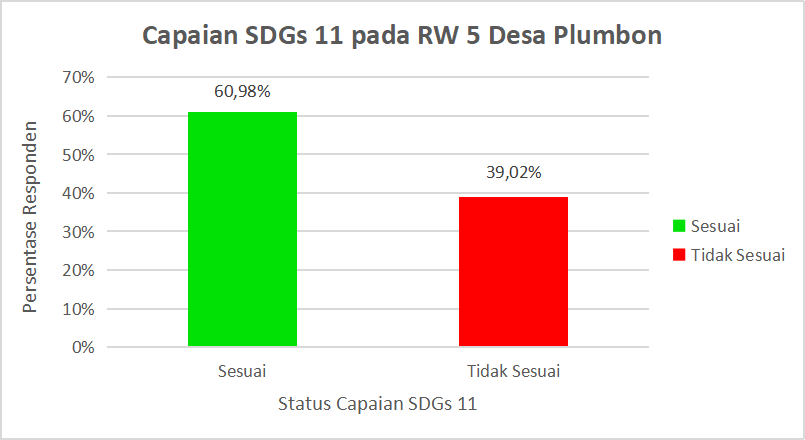 Capaian SDGs 11 pada RW 5 Desa Plumbon
70%
60%
50%
40%
30%
20%
10%
0%
Persentase Responden
60,98%
39,02%
Sesuai
Tidak Sesuai
Status Capaian SDGs 11
Sesuai
Tidak Sesuai